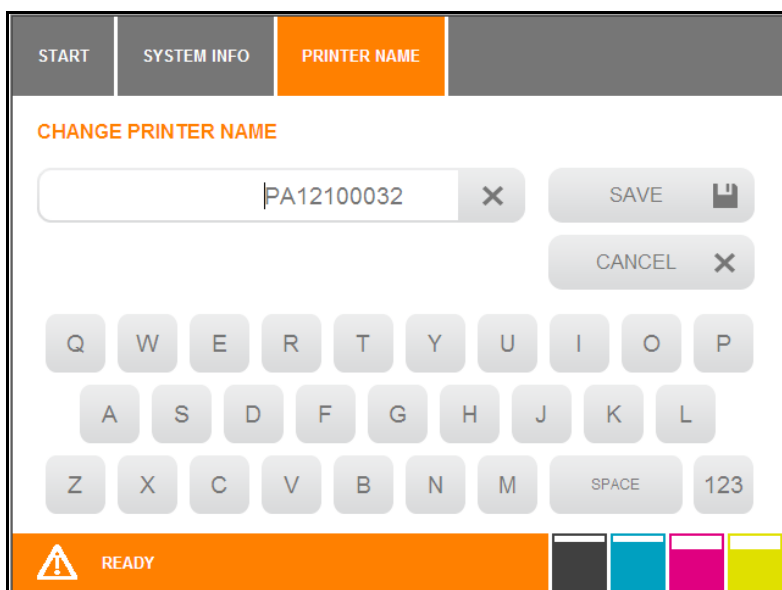 START SYSTEM INFO PRINTER NAME
CHANGE PRINTER NAME
PA12100032
SAVE
CANCEL
Q W E R T Y U I O P
A S D F G H J K L
Z X C V B N M SPACE 123
READY